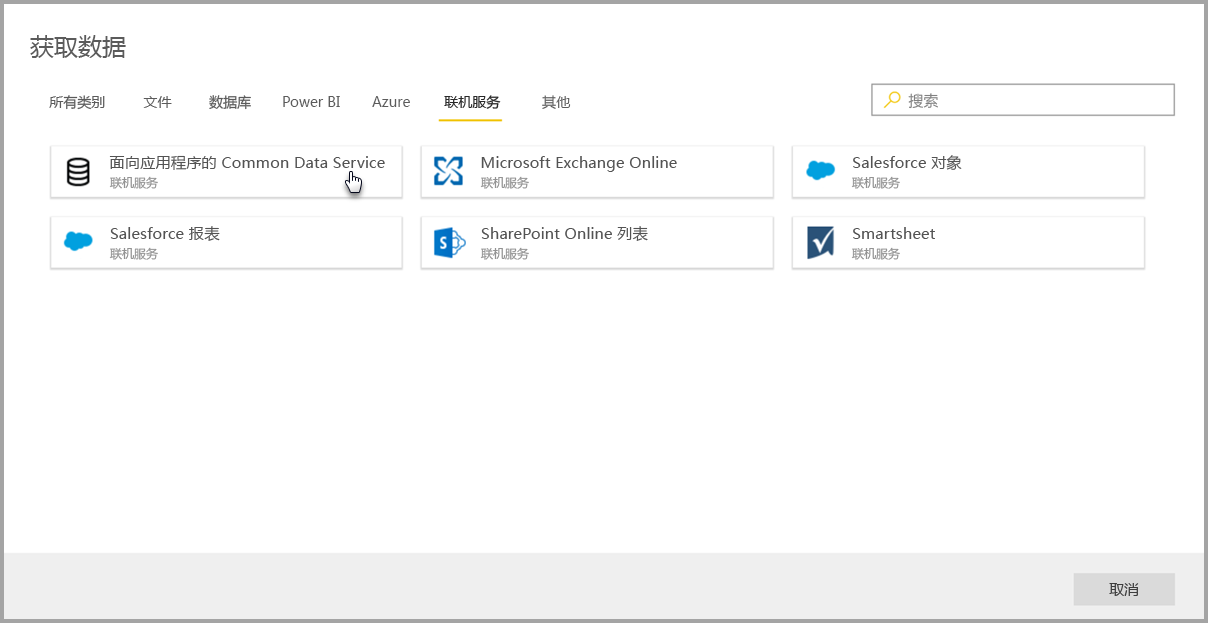 获取数据
所有类别 文件 数据库 Power BI Azure 联机服务 其他
搜索
面向应用程序的 Common Data Service
联机服务
Microsoft Exchange Online
联机服务
Salesforce 对象
联机服务
Salesforce 报表
联机服务
S
SharePoint Online 列表
联机服务
Smartsheet
联机服务
取消